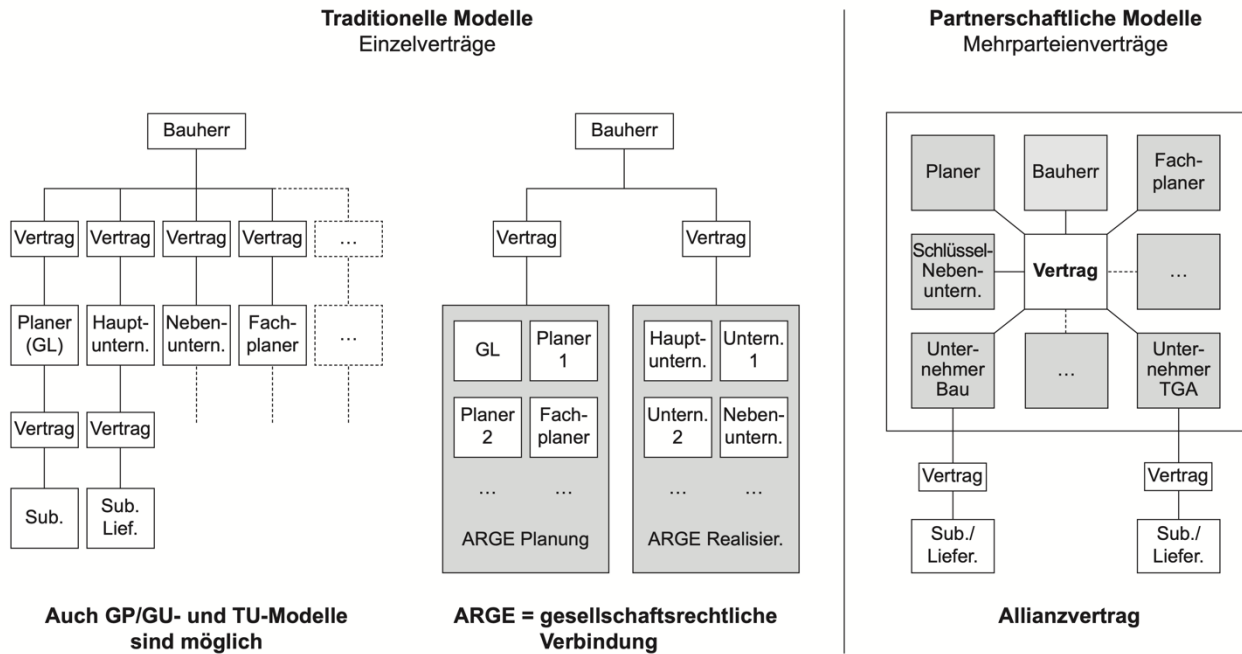 Traditionelle Modelle
Einzelverträge
Bauherr
Vertrag
Vertrag
Vertrag
Vertrag
...
Planer
(GL)
Haupt-
untern.
Neben-
untern.
Fach-
planer
...
Vertrag
Vertrag
Sub.
Sub.
Lief.
Auch GP/GU- und TU-Modelle
sind möglich
Bauherr
Vertrag
Vertrag
GL
Planer
1
Planer
2
Fach-
planer
...
...
ARGE Planung
Haupt-
untern.
Untern.
1
Untern.
2
Neben-
untern.
...
...
ARGE Realisier.
ARGE = gesellschaftsrechtliche
Verbindung
Partnerschaftliche Modelle
Mehrparteienverträge
Planer
Bauherr
Fach-
planer
Schlüssel-
Neben-
untern.
Vertrag
...
Unter-
nehmer
Bau
...
Unter-
nehmer
TGA
Vertrag
Vertrag
Sub./
Liefer.
Sub./
Liefer.
Allianzvertrag